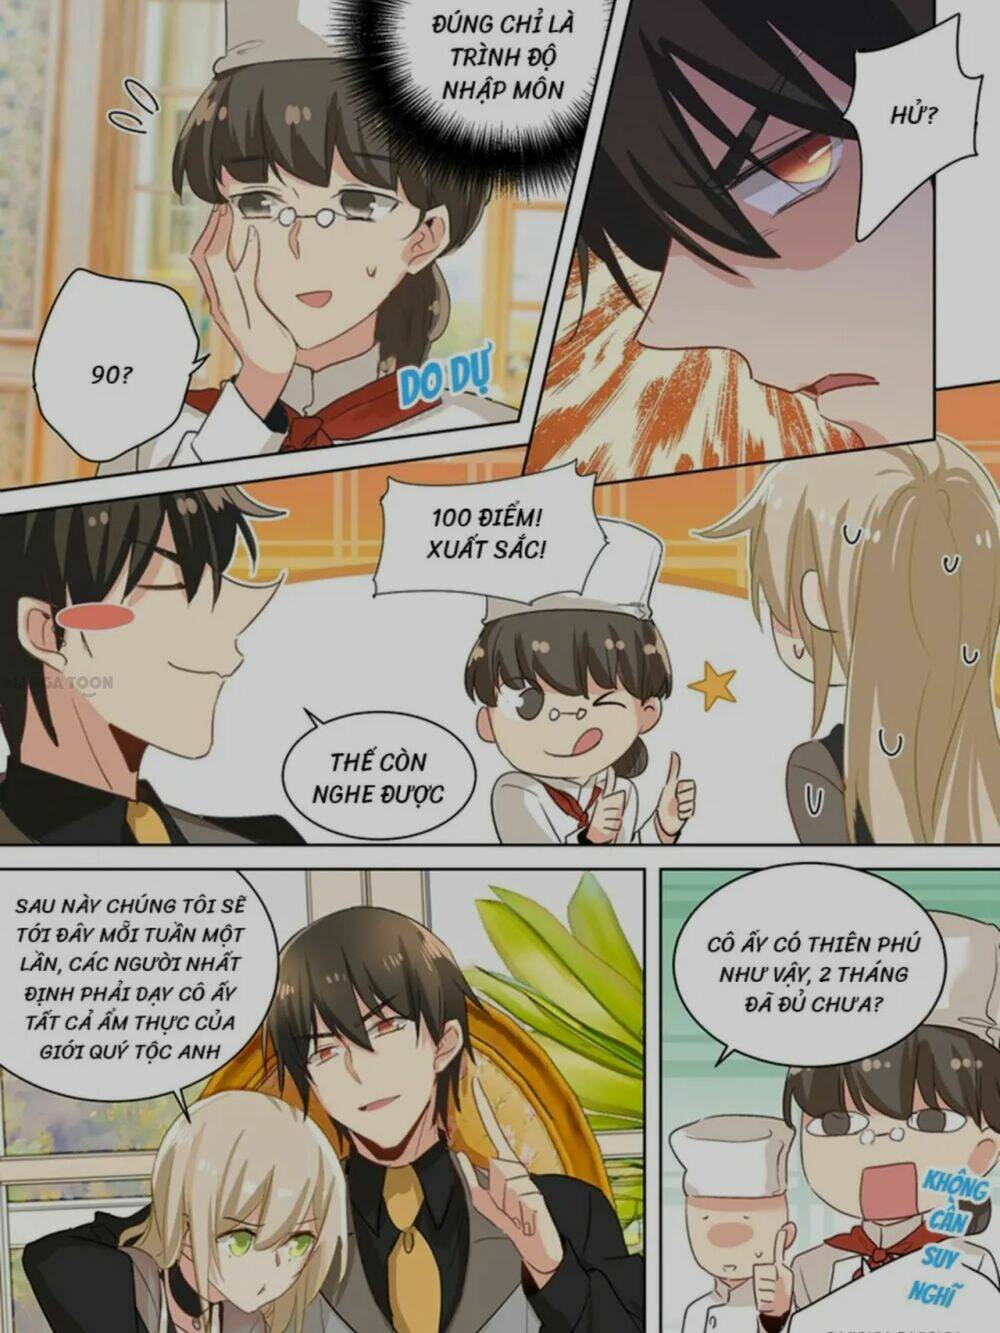 ĐÚNG CHỈ LÀ
TRÌNH ĐỘ
NHẬP MÔN
HỬ?
90?
DO DỰ
100 ĐIỂM!
XUẤT SẮC!
MANGA TOON
THẾ CÒN
NGHE ĐƯỢC
SAU NÀY CHÚNG TÔI SẼ
TỚI ĐÂY MỖI TUẦN MỘT
LẦN, CÁC NGƯỜI NHẤT
ĐỊNH PHẢI DẠY CÔ ẤY
TẤT CẢ ẨM THỰC CỦA
GIỚI QUÝ TỘC ANH
CÔ ẤY CÓ THIÊN PHÚ
NHƯ VẬY, 2 THÁNG
ĐÃ ĐỦ CHƯA?
KHÔNG
CẦN
SUY
NGHĨ